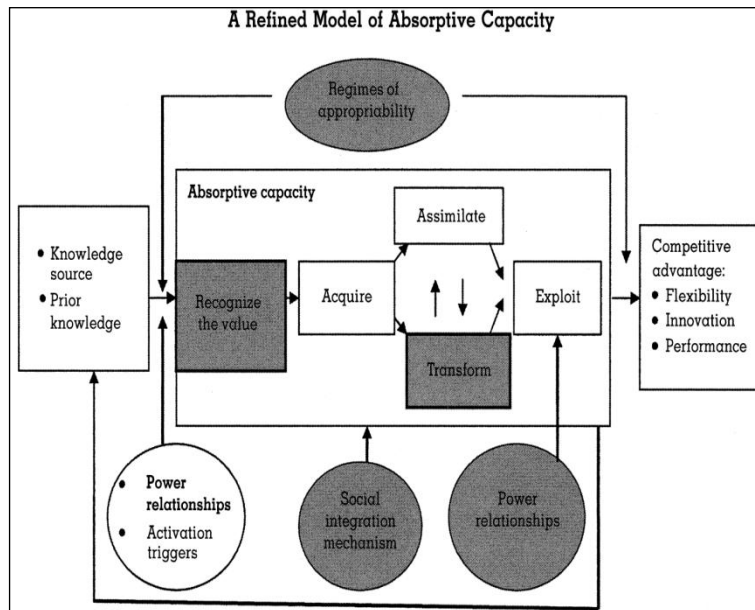 A Refined Model of Absorptive Capacity
Regimes of
appropriability
Absorptive capacity
Assimilate
• Knowledge
source
• Prior
knowledge
Recognize
the value
Acquire
Exploit
Transform
Competitive
advantage:
• Flexibility
• Innovation
• Performance
• Power
relationships
• Activation
triggers
Social
integration
mechanism
Power
relationships